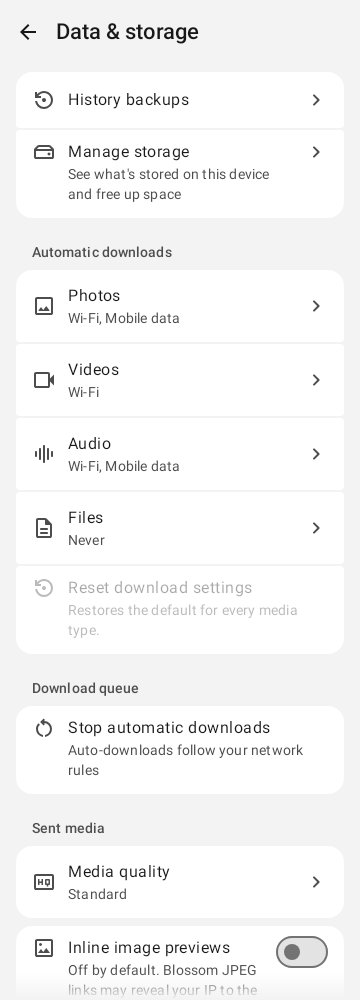 Data & storage
History backups
Manage storage
See what's stored on this device
and free up space
Automatic downloads
Photos
Wi-Fi, Mobile data
Videos
Wi-Fi
Audio
Wi-Fi, Mobile data
Files
Never
Reset download settings
Restores the default for every media
type.
Download queue
Stop automatic downloads
Auto-downloads follow your network
rules
Sent media
HQ
Media quality
Standard
Inline image previews
Off by default. Blossom JPEG
links may reveal your IP to the